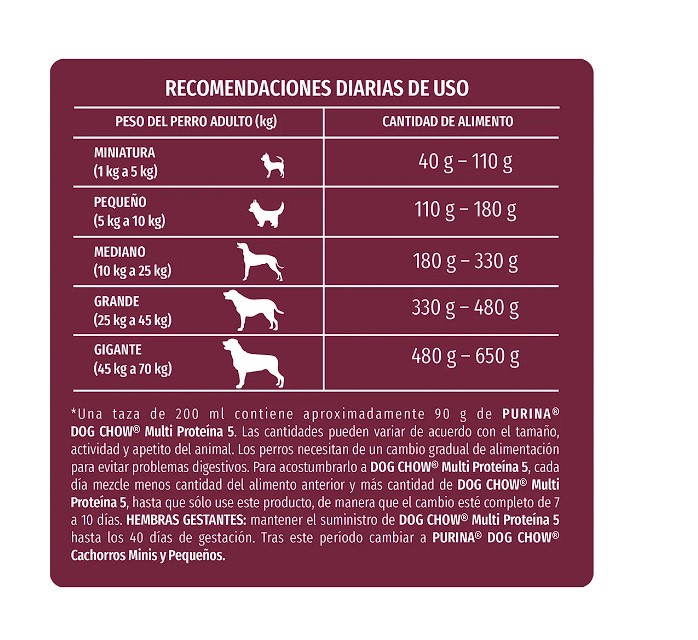 RECOMENDACIONES DIARIAS DE USO
PESO DEL PERRO ADULTO (kg) CANTIDAD DE ALIMENTO
MINIATURA
(1 kg a 5 kg) 40 g – 110 g
PEQUEÑO
(5 kg a 10 kg) 110 g – 180 g
MEDIANO
(10 kg a 25 kg) 180 g – 330 g
GRANDE
(25 kg a 45 kg) 330 g – 480 g
GIGANTE
(45 kg a 70 kg) 480 g – 650 g
*Una taza de 200 ml contiene aproximadamente 90 g de PURINA®
DOG CHOW® Multi Proteína 5. Las cantidades pueden variar de acuerdo con el tamaño,
actividad y apetito del animal. Los perros necesitan de un cambio gradual de alimentación
para evitar problemas digestivos. Para acostumbrarlo a DOG CHOW® Multi Proteína 5, cada
día mezcle menos cantidad del alimento anterior y más cantidad de DOG CHOW® Multi
Proteína 5, hasta que sólo use este producto, de manera que el cambio esté completo de 7
a 10 días. HEMBRAS GESTANTES: mantener el suministro de DOG CHOW® Multi Proteína 5
hasta los 40 días de gestación. Tras este período cambiar a PURINA® DOG CHOW®
Cachorros Minis y Pequeños.